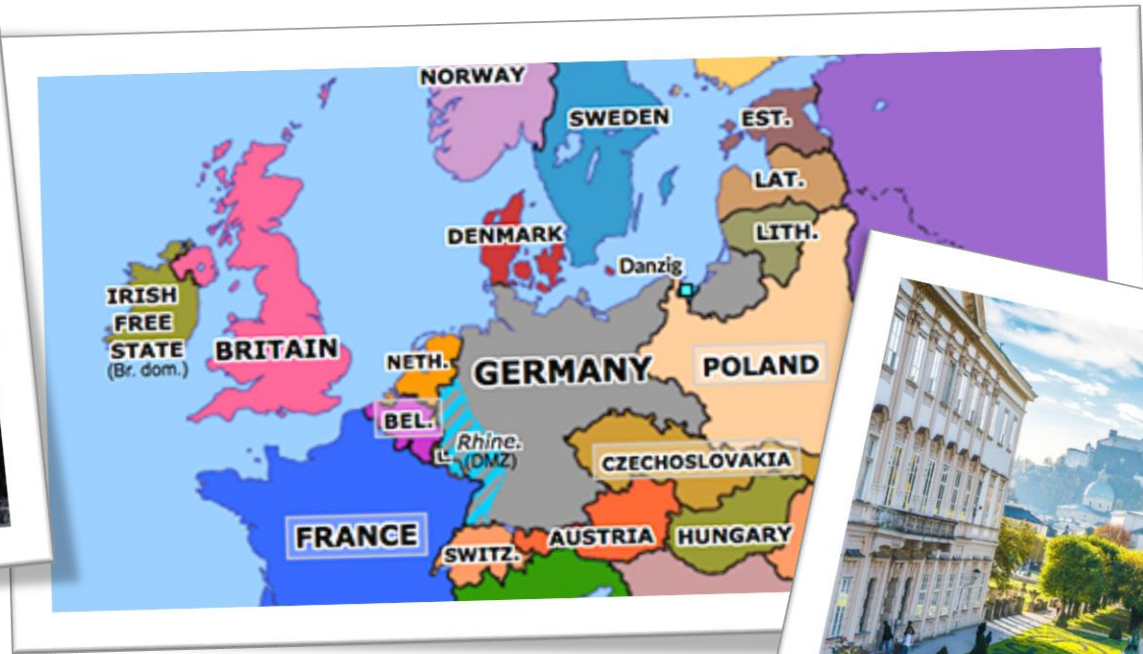 NORWAY
SWEDEN
EST.
LAT.
LITH.
DENMARK
Danzig
IRISH
FREE
STATE
(Br. dom.)
BRITAIN
NETH.
GERMANY
POLAND
BEL.
Rhine.
(DMZ)
L.
CZECHOSLOVAKIA
FRANCE
SWITZ.
AUSTRIA
HUNGARY